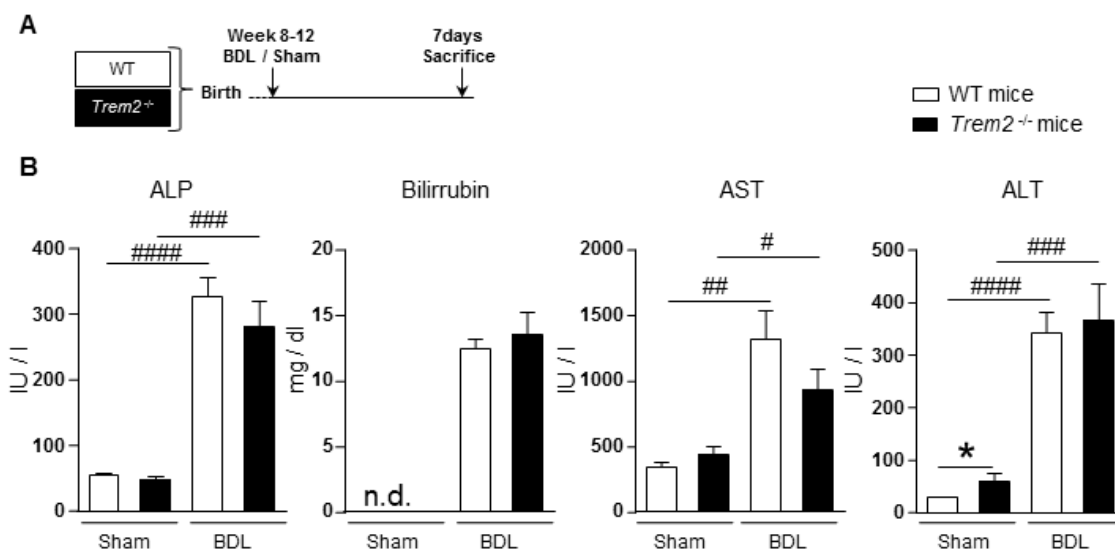 A
WT
Trem2-/-
Birth
Week 8-12
BDL / Sham
7days
Sacrifice
WT mice
Trem2 -/- mice
B
ALP
IU / l
400
300
200
100
0
####
###
Sham
BDL
Bilirrubin
mg / dl
20
15
10
5
0
n.d.
Sham
BDL
AST
IU / l
2000
1500
1000
500
0
##
#
Sham
BDL
ALT
IU / l
500
400
300
200
100
0
*
####
###
Sham
BDL